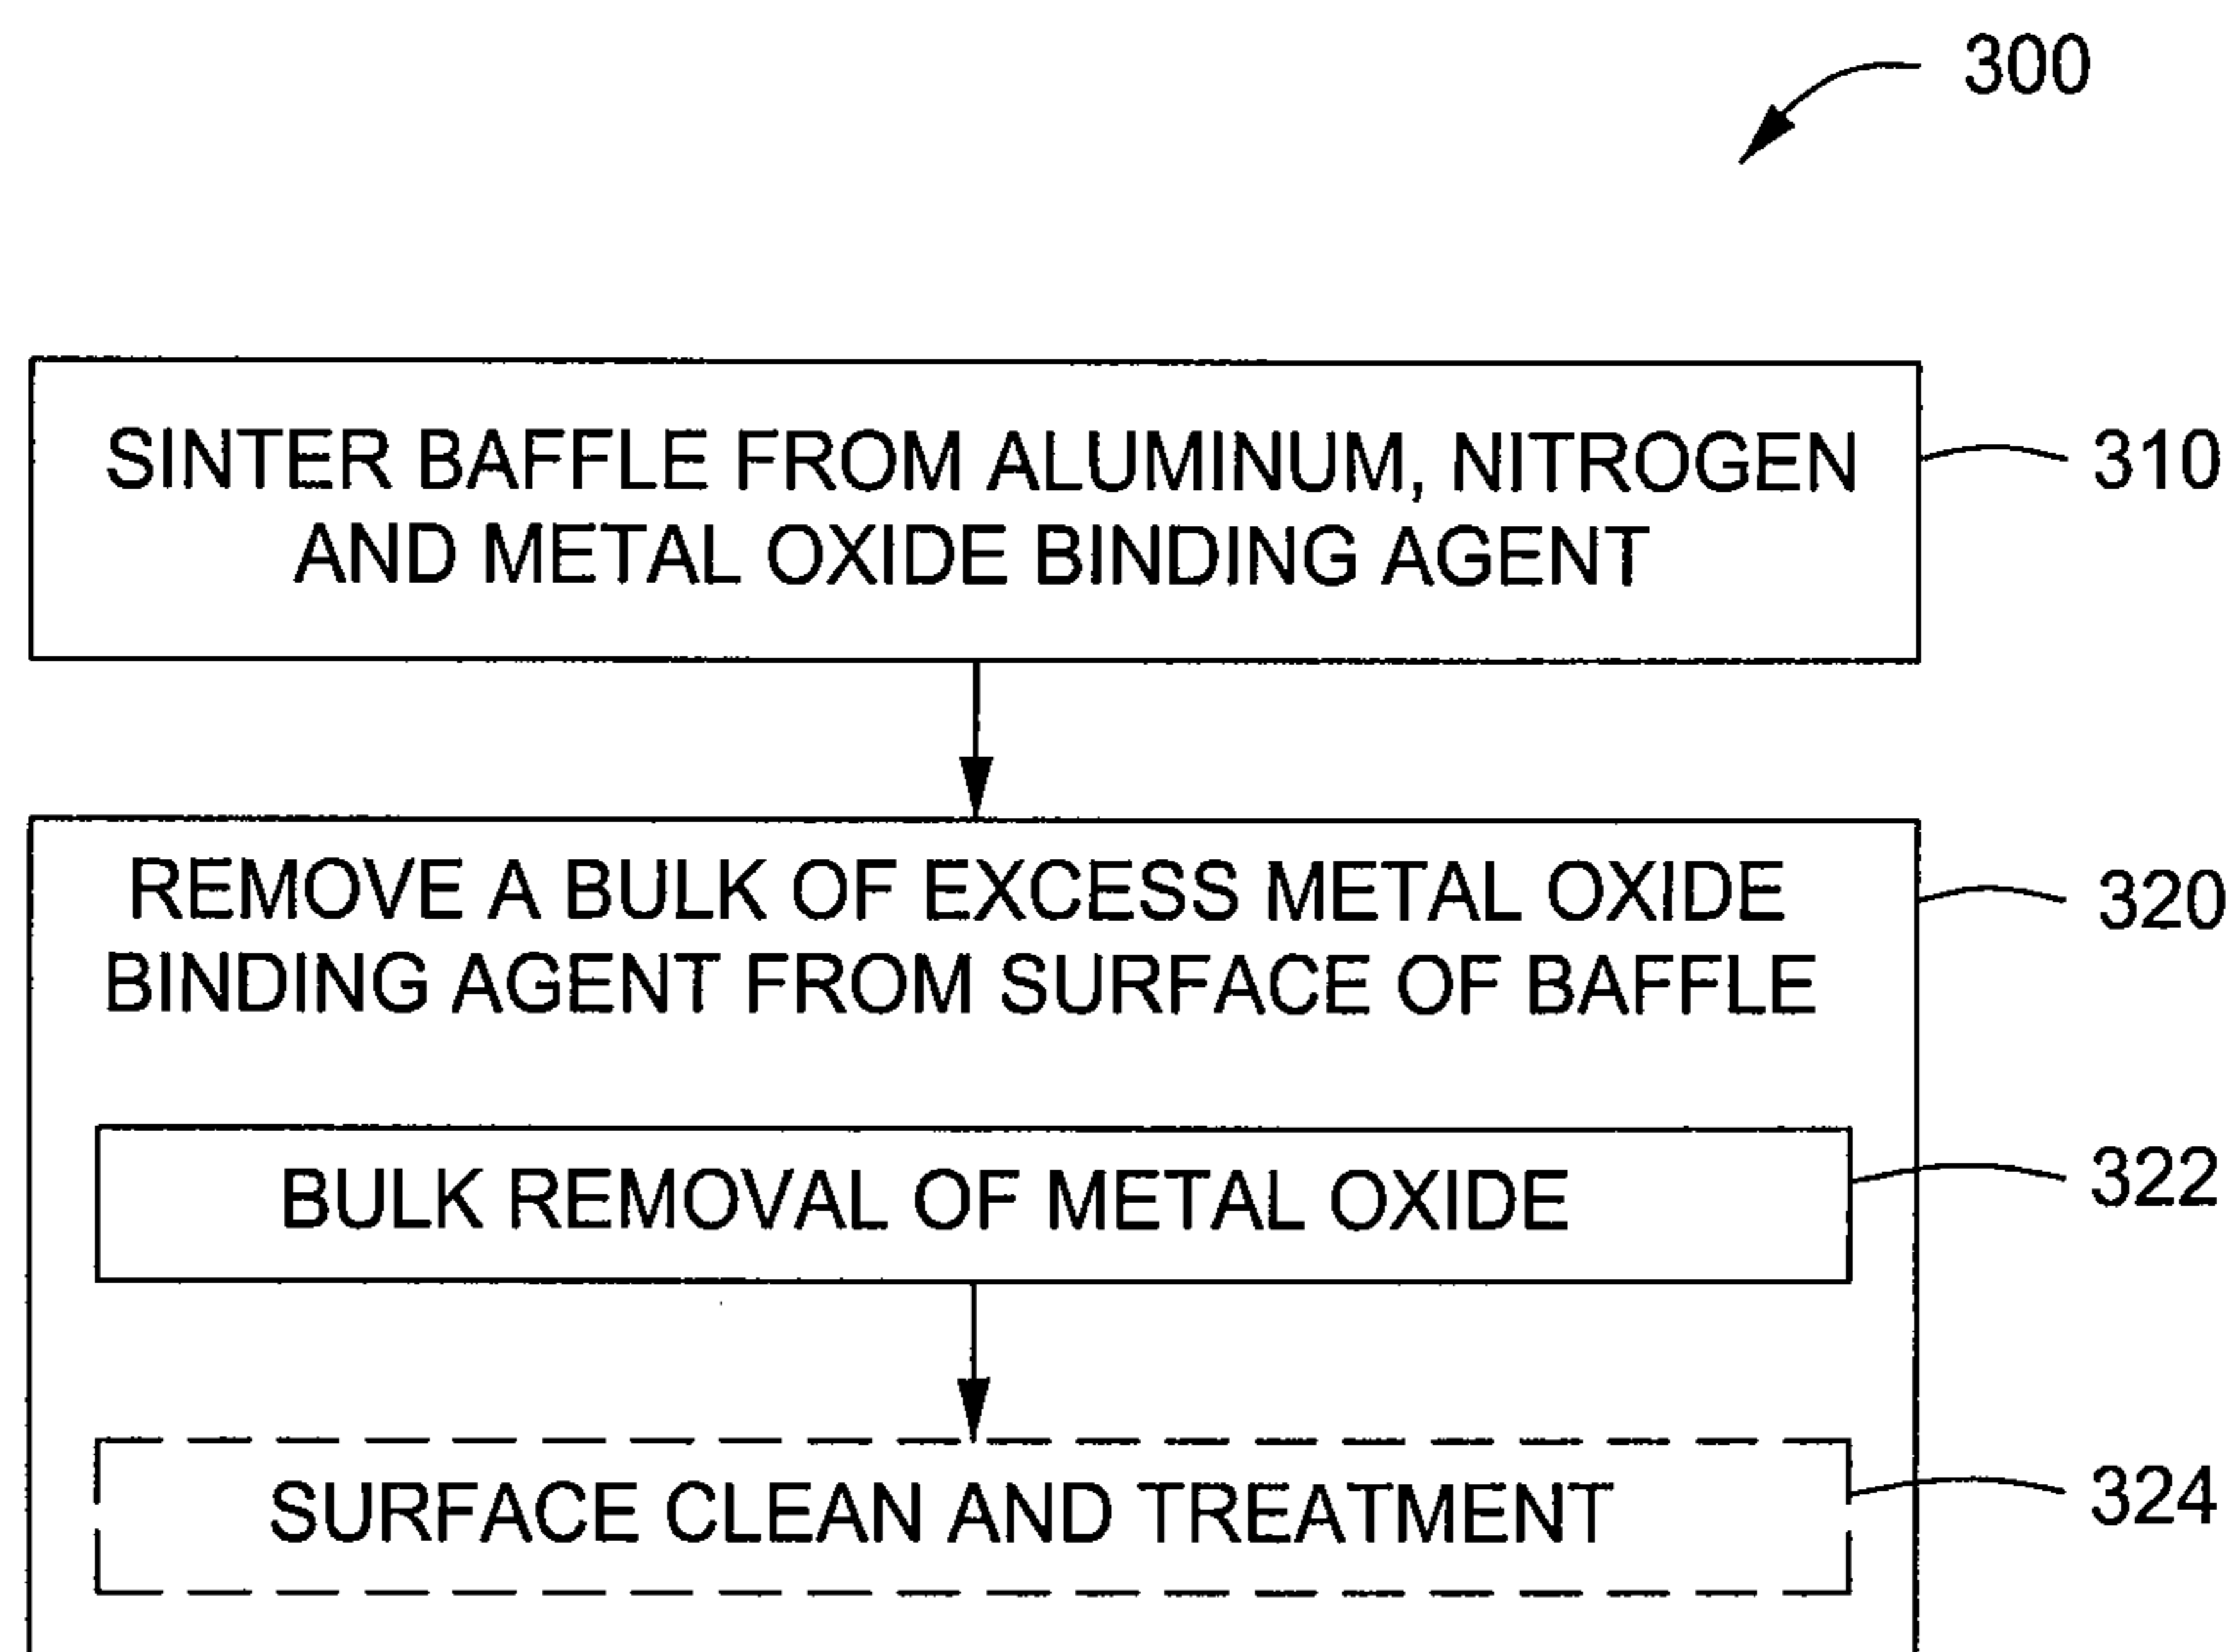 300
SINTER BAFFLE FROM ALUMINUM, NITROGEN
AND METAL OXIDE BINDING AGENT
310
REMOVE A BULK OF EXCESS METAL OXIDE
BINDING AGENT FROM SURFACE OF BAFFLE
320
BULK REMOVAL OF METAL OXIDE
322
SURFACE CLEAN AND TREATMENT
324